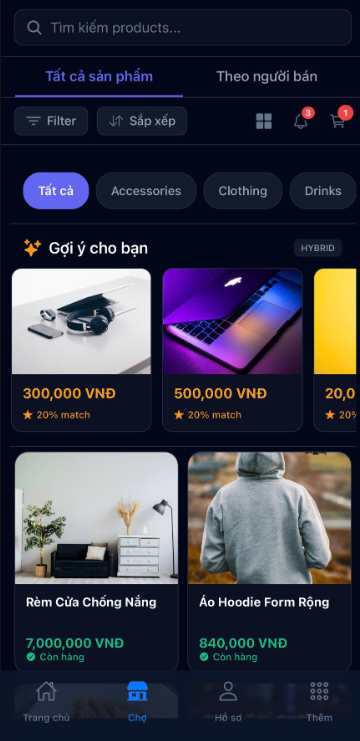 Tìm kiếm products...
Tất cả sản phẩm
Theo người bán
Filter
Sắp xếp
3
1
Tất cả
Accessories
Clothing
Drinks
Gợi ý cho bạn
HYBRID
300,000 VNĐ
500,000 VNĐ
20,0
20% match
20% match
20%
Rèm Cửa Chống Nắng
Áo Hoodie Form Rộng
7,000,000 VNĐ
840,000 VNĐ
Còn hàng
Còn hàng
Trang chủ
Chợ
Hồ sơ
Thêm